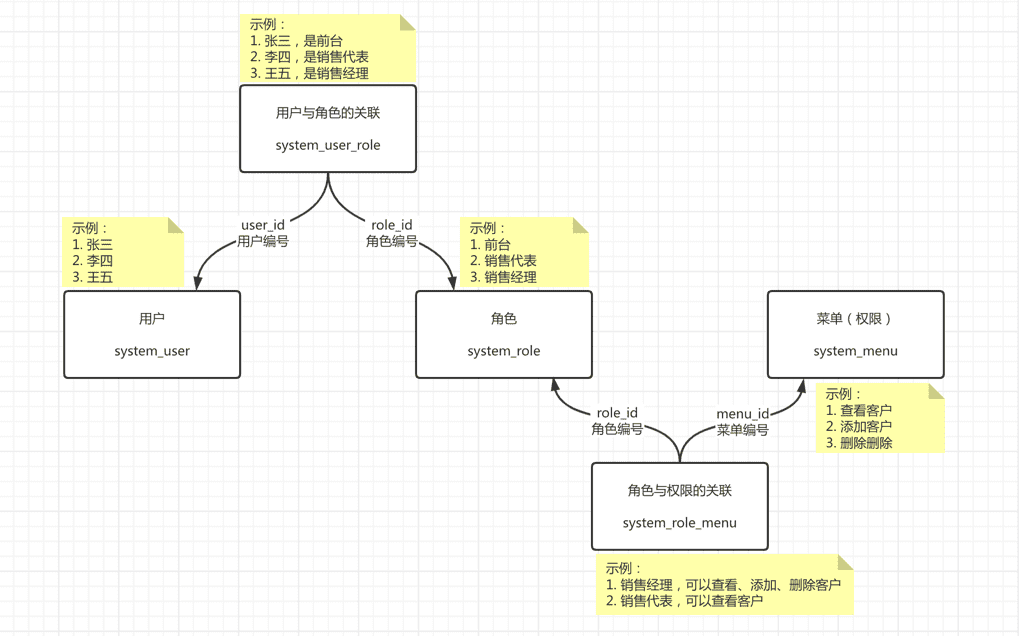 示例：
1. 张三，是前台
2. 李四，是销售代表
3. 王五，是销售经理
用户与角色的关联
system_user_role
user_id
用户编号
role_id
角色编号
示例：
1. 张三
2. 李四
3. 王五
示例：
1. 前台
2. 销售代表
3. 销售经理
用户
system_user
角色
system_role
菜单（权限）
system_menu
示例：
1. 查看客户
2. 添加客户
3. 删除删除
role_id
角色编号
menu_id
菜单编号
角色与权限的关联
system_role_menu
示例：
1. 销售经理，可以查看、添加、删除客户
2. 销售代表，可以查看客户